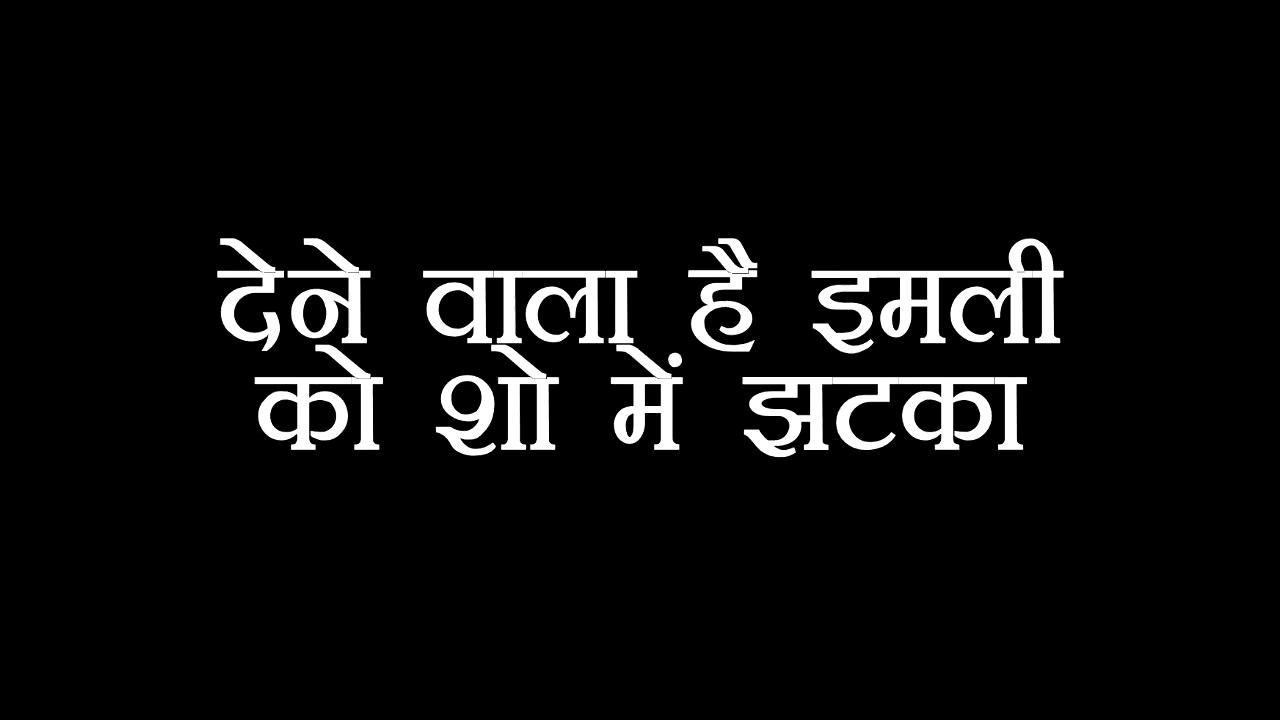 देने वाला है इमली
को शो में झटका